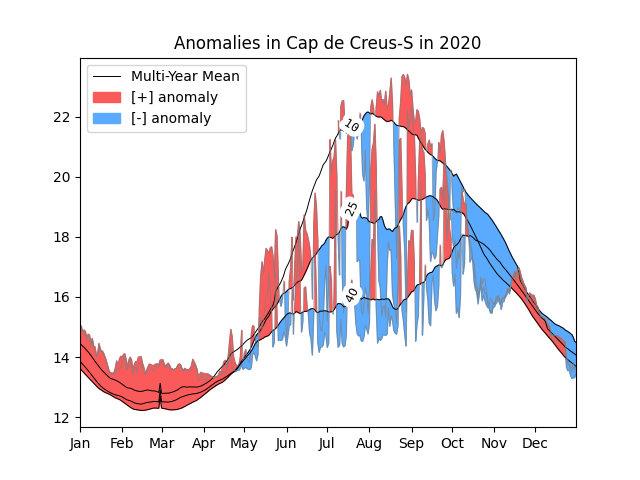 Anomalies in Cap de Creus-S in 2020
Multi-Year Mean
[+] anomaly
[-] anomaly
22
20
18
16
14
12
10
25
40
Jan Feb Mar Apr May Jun Jul Aug Sep Oct Nov Dec